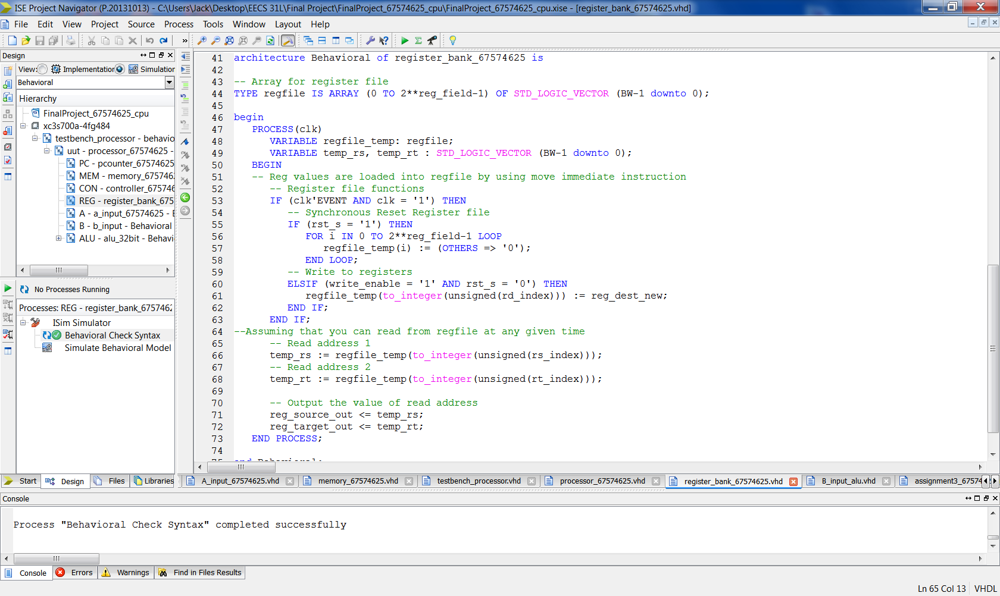 ISE Project Navigator (P.20131013) - C:\Users\Jack\Desktop\EECS 31L\Final Project\FinalProject_67574625_cpu\FinalProject_67574625_cpu.xise - [register_bank_67574625.vhd]
File Edit View Project Source Process Tools Window Layout Help
Design
View: Implementation Simulation
Behavioral
Hierarchy
FinalProject_67574625_cpu
xc3s700a-4fg484
testbench_processor - behavio
uut - processor_67574625 -
PC - pcounter_67574625
MEM - memory_6757462
CON - controller_675746
REG - register_bank_675
A - a_input_67574625 - B
B - b_input - Behavioral
ALU - alu_32bit - Behavi
No Processes Running
Processes: REG - register_bank_6757462
ISim Simulator
Behavioral Check Syntax
Simulate Behavioral Model
Start Design Files Libraries
41 architecture Behavioral of register_bank_67574625 is
42
43 -- Array for register file
44 TYPE regfile IS ARRAY (0 TO 2**reg_field-1) OF STD_LOGIC_VECTOR (BW-1 downto 0);
45
46 begin
47 PROCESS(clk)
48 VARIABLE regfile_temp: regfile;
49 VARIABLE temp_rs, temp_rt : STD_LOGIC_VECTOR (BW-1 downto 0);
50 BEGIN
51 -- Reg values are loaded into regfile by using move immediate instruction
52 -- Register file functions
53 IF (clk'EVENT AND clk = '1') THEN
54 -- Synchronous Reset Register file
55 IF (rst_s = '1') THEN
56 FOR i IN 0 TO 2**reg_field-1 LOOP
57 regfile_temp(i) := (OTHERS => '0');
58 END LOOP;
59 -- Write to registers
60 ELSIF (write_enable = '1' AND rst_s = '0') THEN
61 regfile_temp(to_integer(unsigned(rd_index))) := reg_dest_new;
62 END IF;
63 END IF;
64 --Assuming that you can read from regfile at any given time
65 -- Read address 1
66 temp_rs := regfile_temp(to_integer(unsigned(rs_index)));
67 -- Read address 2
68 temp_rt := regfile_temp(to_integer(unsigned(rt_index)));
69
70 -- Output the value of read address
71 reg_source_out <= temp_rs;
72 reg_target_out <= temp_rt;
73 END PROCESS;
74
75 end Behavioral;
A_input_67574625.vhd memory_67574625.vhd testbench_processor.vhd processor_67574625.vhd register_bank_67574625.vhd B_input_alu.vhd assignment3_67574
Console
Process "Behavioral Check Syntax" completed successfully
Console Errors Warnings Find in Files Results
Ln 65 Col 13 VHDL